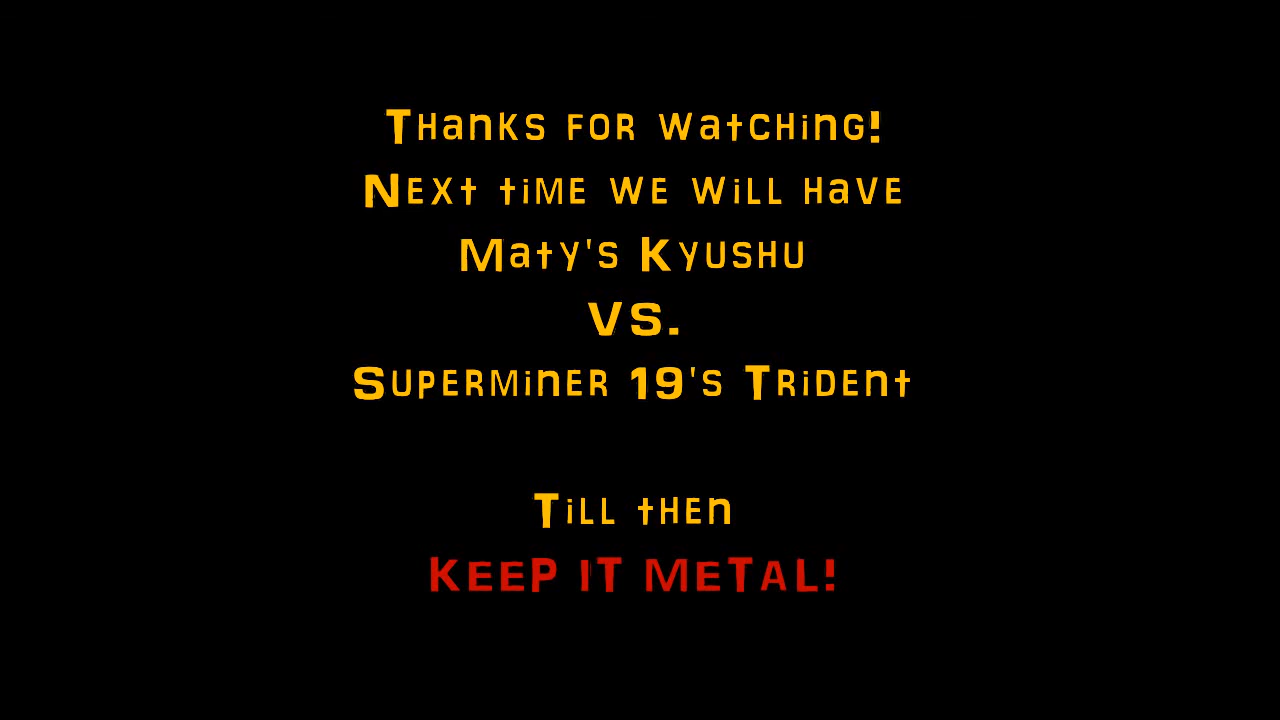 Thanks for watching!
Next time we will have
Maty's Kyushu
VS.
Superminer 19's Trident
Till then
KEEP IT METAL!